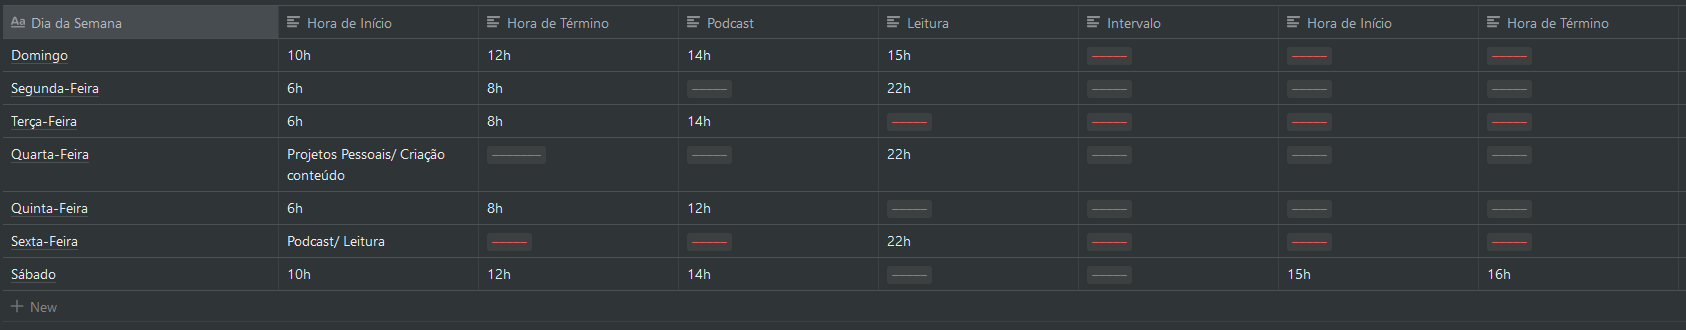 Aa Dia da Semana Hora de Início Hora de Término Podcast Leitura Intervalo Hora de Início Hora de Término
Domingo 10h 12h 14h 15h ——— ——— ———
Segunda-Feira 6h 8h ——— 22h ——— ——— ———
Terça-Feira 6h 8h 14h ——— ——— ——— ———
Quarta-Feira Projetos Pessoais/ Criação ———— ——— 22h ——— ——— ———
conteúdo
Quinta-Feira 6h 8h 12h ——— ——— ——— ———
Sexta-Feira Podcast/ Leitura ——— ——— 22h ——— ——— ———
Sábado 10h 12h 14h ——— ——— 15h 16h
+ New